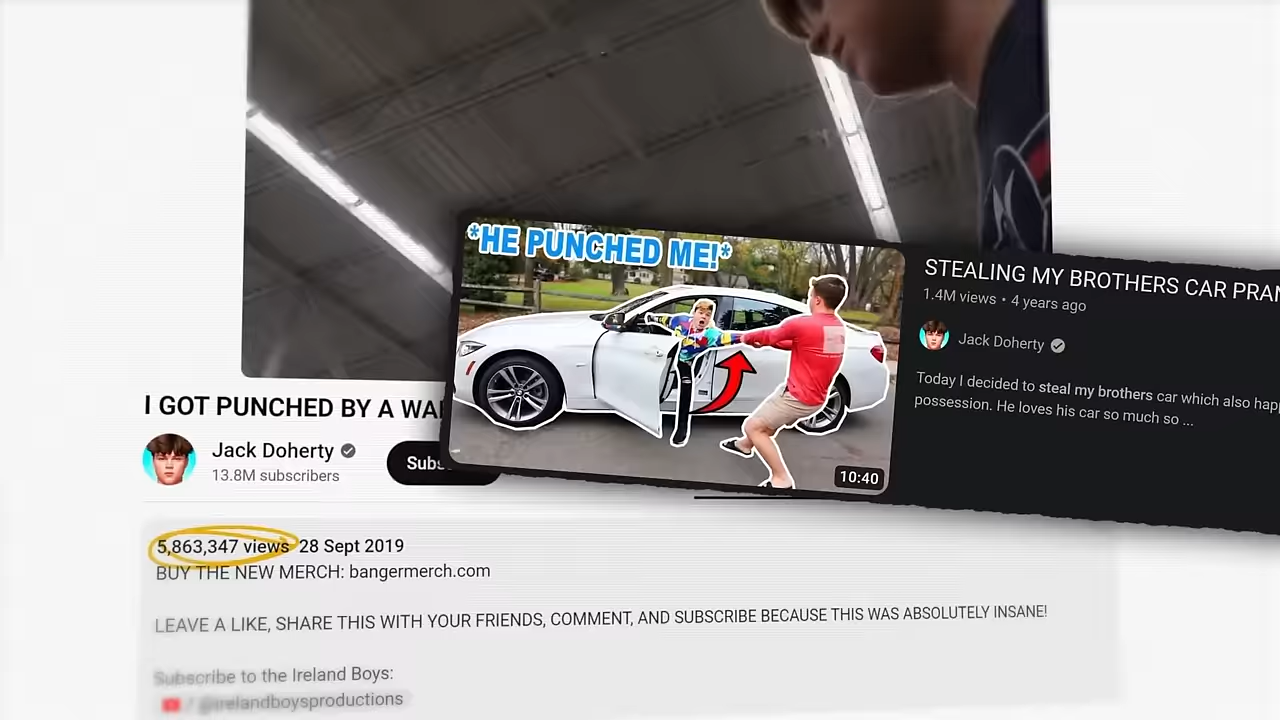 *HE PUNCHED ME!*
10:40
STEALING MY BROTHERS CAR PRAN
1.4M views • 4 years ago
Jack Doherty
Today I decided to steal my brothers car which also hap
possession. He loves his car so much so ...
I GOT PUNCHED BY A WA
Jack Doherty
13.8M subscribers
Subs
5,863,347 views 28 Sept 2019
BUY THE NEW MERCH: bangermerch.com
LEAVE A LIKE, SHARE THIS WITH YOUR FRIENDS, COMMENT, AND SUBSCRIBE BECAUSE THIS WAS ABSOLUTELY INSANE!
Subscribe to the Ireland Boys:
/ @irelandboysproductions